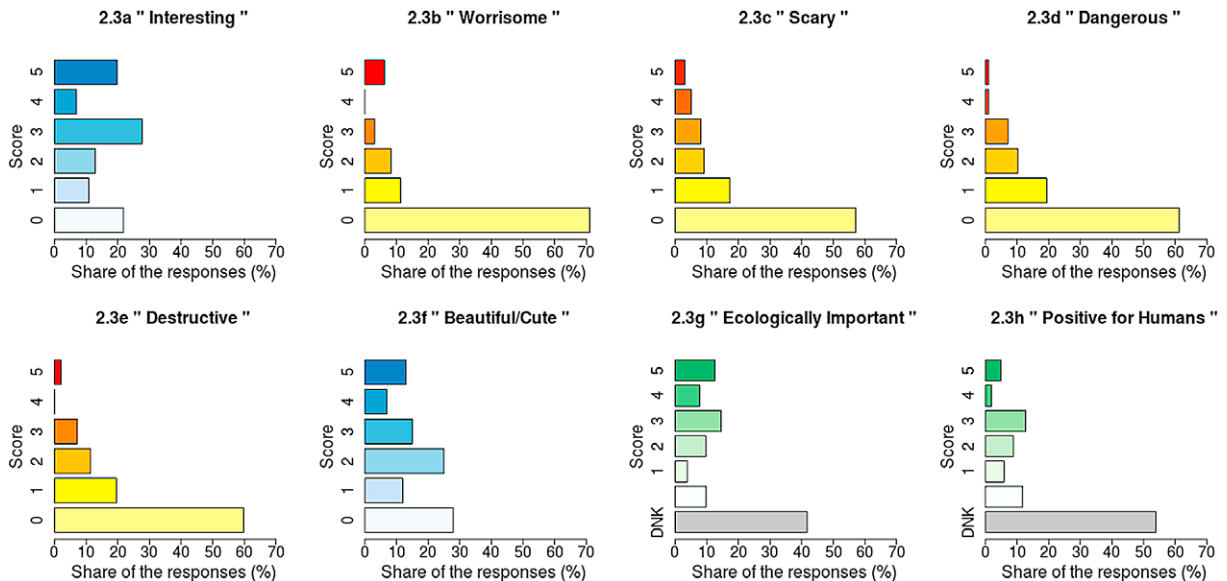 2.3a " Interesting "
5
4
3
2
1
0
Score
0 10 20 30 40 50 60 70
Share of the responses (%)
2.3b " Worrisome "
5
4
3
2
1
0
Score
0 10 20 30 40 50 60 70
Share of the responses (%)
2.3c " Scary "
5
4
3
2
1
0
Score
0 10 20 30 40 50 60 70
Share of the responses (%)
2.3d " Dangerous "
5
4
3
2
1
0
Score
0 10 20 30 40 50 60 70
Share of the responses (%)
2.3e " Destructive "
5
4
3
2
1
0
Score
0 10 20 30 40 50 60 70
Share of the responses (%)
2.3f " Beautiful/Cute "
5
4
3
2
1
0
Score
0 10 20 30 40 50 60 70
Share of the responses (%)
2.3g " Ecologically Important "
5
4
3
2
1
DNK
Score
0 10 20 30 40 50 60 70
Share of the responses (%)
2.3h " Positive for Humans "
5
4
3
2
1
DNK
Score
0 10 20 30 40 50 60 70
Share of the responses (%)